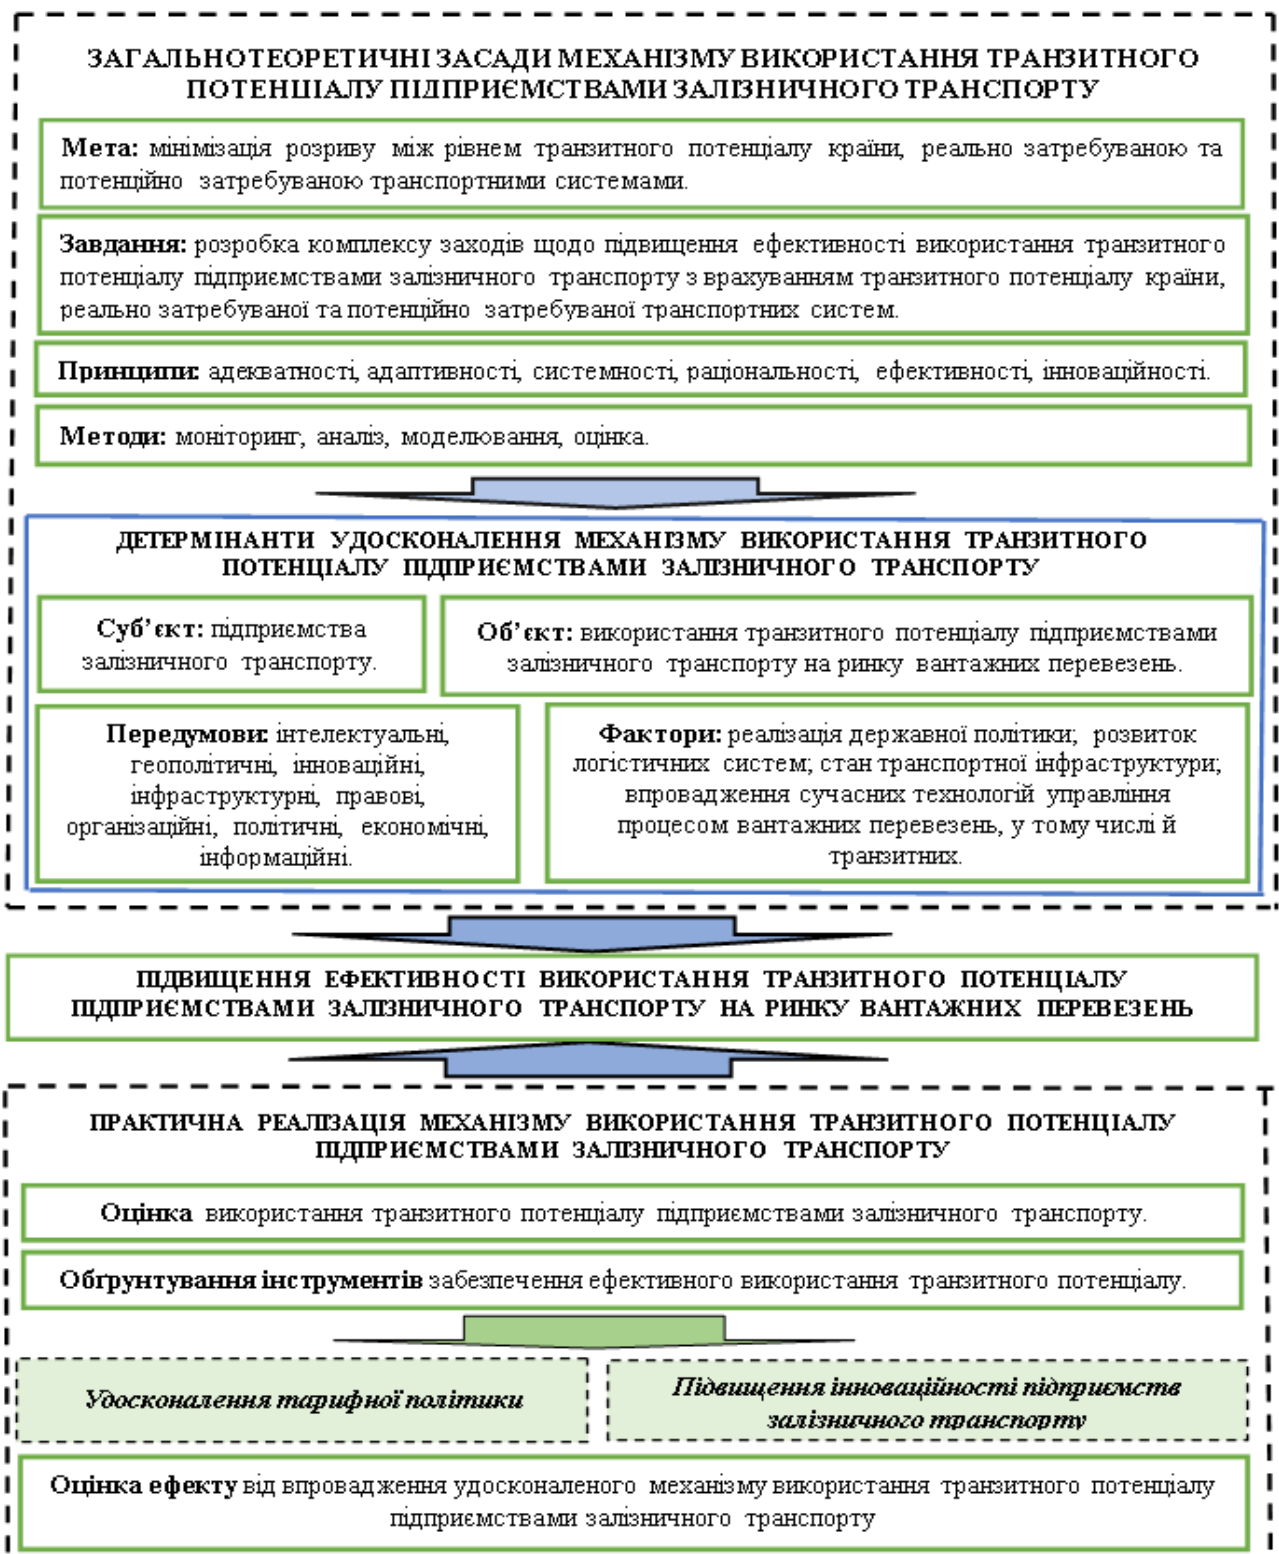 ЗАГАЛЬНОТЕОРЕТИЧНІ ЗАСАДИ МЕХАНІЗМУ ВИКОРИСТАННЯ ТРАНЗИТНОГО
ПОТЕНЦІАЛУ ПІДПРИЄМСТВАМИ ЗАЛІЗНИЧНОГО ТРАНСПОРТУ
Мета: мінімізація розриву між рівнем транзитного потенціалу країни, реально затребуваною та
потенційно затребуваною транспортними системами.
Завдання: розробка комплексу заходів щодо підвищення ефективності використання транзитного
потенціалу підприємствами залізничного транспорту з врахуванням транзитного потенціалу країни,
реально затребуваної та потенційно затребуваної транспортних систем.
Принципи: адекватності, адаптивності, системності, раціональності, ефективності, інноваційності.
Методи: моніторинг, аналіз, моделювання, оцінка.
ДЕТЕРМІНАНТИ УДОСКОНАЛЕННЯ МЕХАНІЗМУ ВИКОРИСТАННЯ ТРАНЗИТНОГО
ПОТЕНЦІАЛУ ПІДПРИЄМСТВАМИ ЗАЛІЗНИЧНОГО ТРАНСПОРТУ
Суб’єкт: підприємства
залізничного транспорту.
Об’єкт: використання транзитного потенціалу підприємствами
залізничного транспорту на ринку вантажних перевезень.
Передумови: інтелектуальні,
геополітичні, інноваційні,
інфраструктурні, правові,
організаційні, політичні, економічні,
інформаційні.
Фактори: реалізація державної політики; розвиток
логістичних систем; стан транспортної інфраструктури;
впровадження сучасних технологій управління
процесом вантажних перевезень, у тому числі й
транзитних.
ПІДВИЩЕННЯ ЕФЕКТИВНОСТІ ВИКОРИСТАННЯ ТРАНЗИТНОГО ПОТЕНЦІАЛУ
ПІДПРИЄМСТВАМИ ЗАЛІЗНИЧНОГО ТРАНСПОРТУ НА РИНКУ ВАНТАЖНИХ ПЕРЕВЕЗЕНЬ
ПРАКТИЧНА РЕАЛІЗАЦІЯ МЕХАНІЗМУ ВИКОРИСТАННЯ ТРАНЗИТНОГО ПОТЕНЦІАЛУ
ПІДПРИЄМСТВАМИ ЗАЛІЗНИЧНОГО ТРАНСПОРТУ
Оцінка використання транзитного потенціалу підприємствами залізничного транспорту.
Обґрунтування інструментів забезпечення ефективного використання транзитного потенціалу.
Удосконалення тарифної політики
Підвищення інноваційності підприємств
залізничного транспорту
Оцінка ефекту від впровадження удосконаленого механізму використання транзитного потенціалу
підприємствами залізничного транспорту